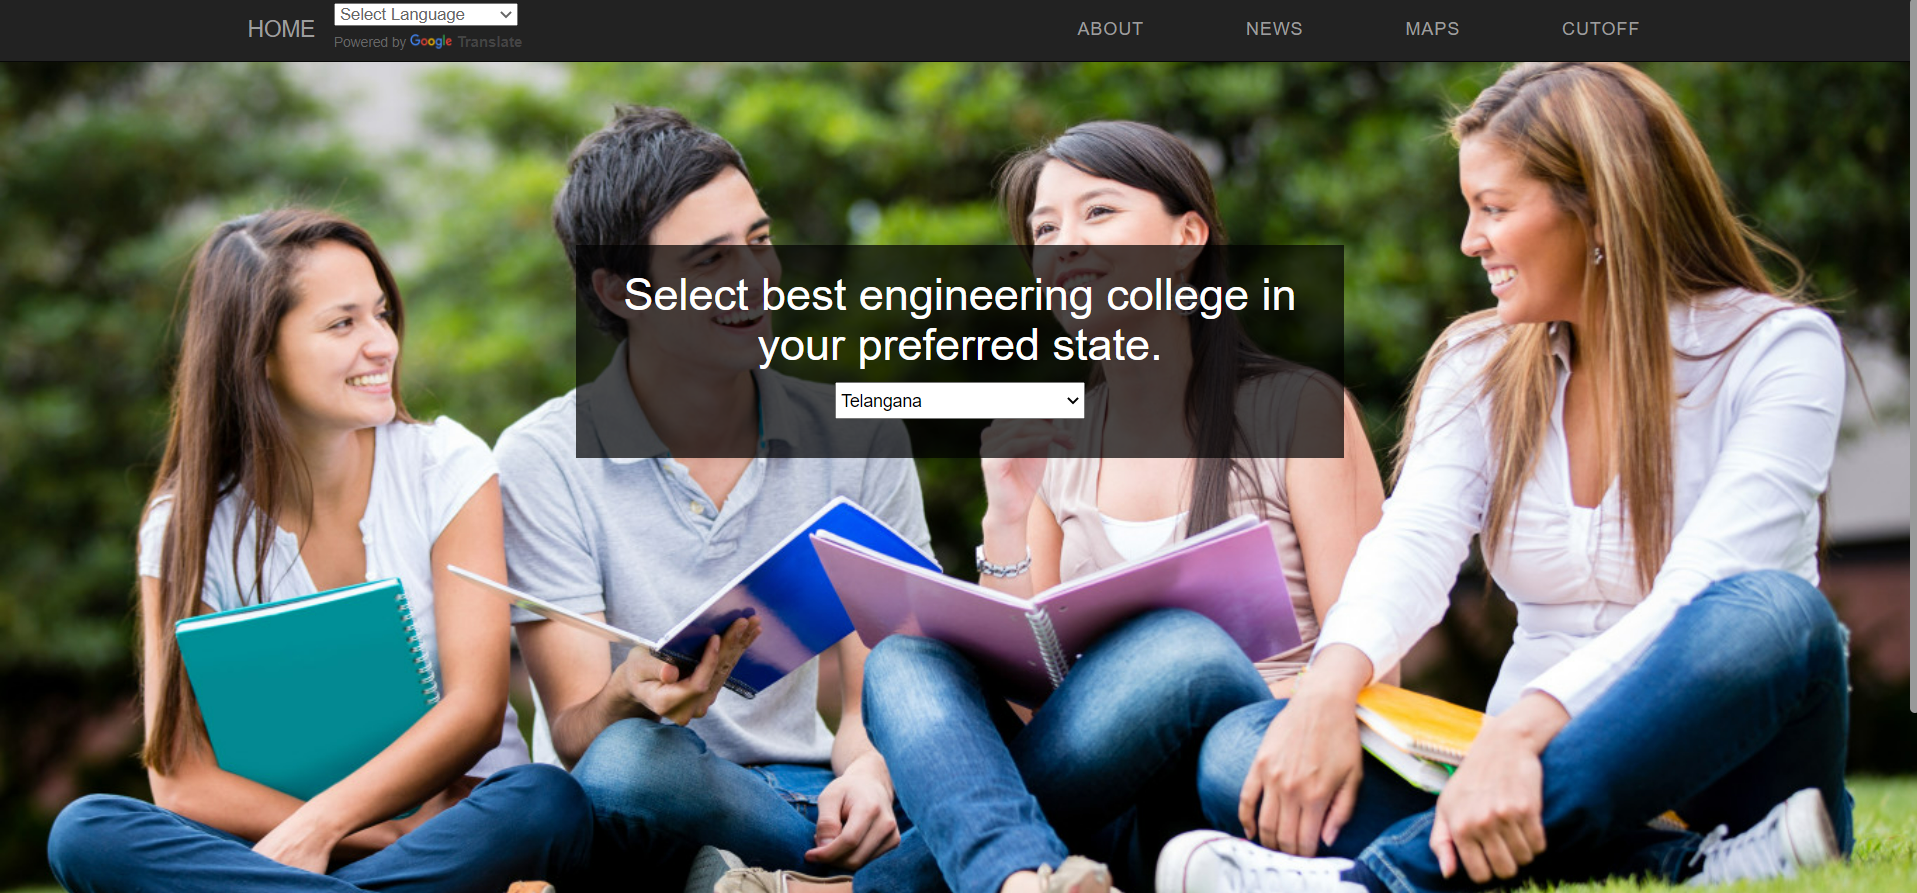 HOME
Select Language
Powered by Google Translate
ABOUT
NEWS
MAPS
CUTOFF
Select best engineering college in
your preferred state.
Telangana